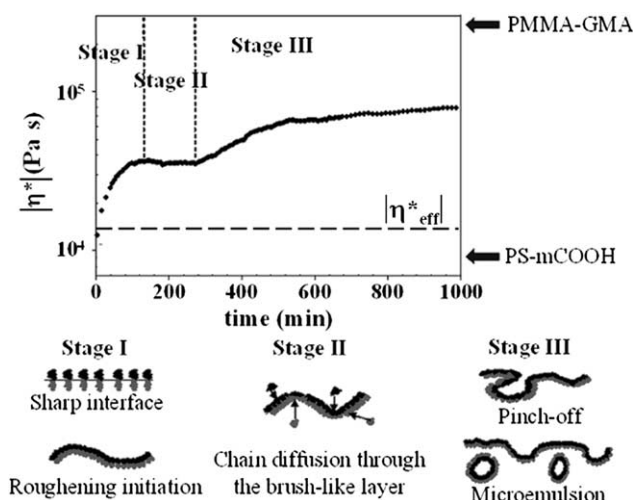 PMMA-GMA
Stage I
Stage II
Stage III
10⁵
|η*|(Pa s)
|η*eff|
10⁴
PS-mCOOH
0 200 400 600 800 1000
time (min)
Stage I
Stage II
Stage III
Sharp interface
Pinch-off
Roughening initiation
Chain diffusion through
the brush-like layer
Microemulsion